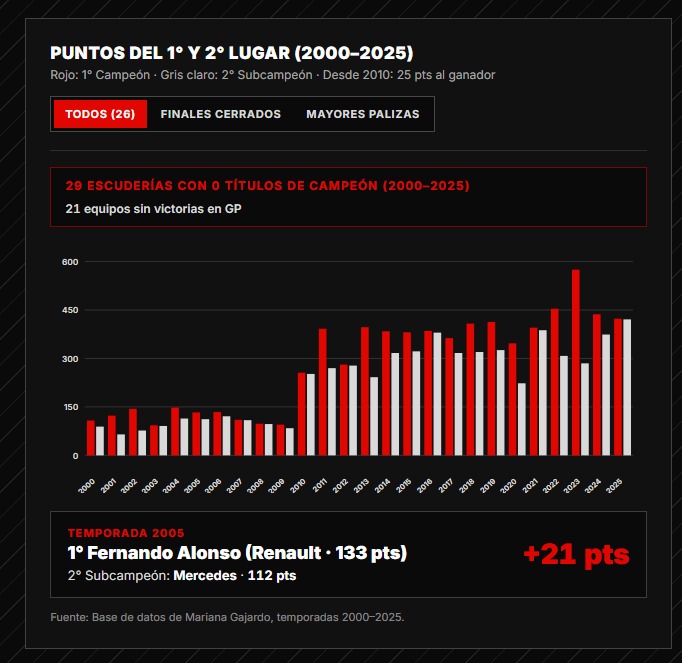 PUNTOS DEL 1° Y 2° LUGAR (2000–2025)
Rojo: 1° Campeón · Gris claro: 2° Subcampeón · Desde 2010: 25 pts al ganador
TODOS (26)
FINALES CERRADOS
MAYORES PALIZAS
29 ESCUDERÍAS CON 0 TÍTULOS DE CAMPEÓN (2000–2025)
21 equipos sin victorias en GP
600
450
300
150
0
2000 2001 2002 2003 2004 2005 2006 2007 2008 2009 2010 2011 2012 2013 2014 2015 2016 2017 2018 2019 2020 2021 2022 2023 2024 2025
TEMPORADA 2005
1° Fernando Alonso (Renault · 133 pts)
+21 pts
2° Subcampeón: Mercedes · 112 pts
Fuente: Base de datos de Mariana Gajardo, temporadas 2000–2025.